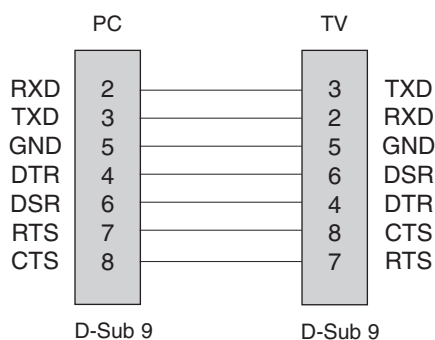 PC TV
RXD 2 3 TXD
TXD 3 2 RXD
GND 5 5 GND
DTR 4 6 DSR
DSR 6 4 DTR
RTS 7 8 CTS
CTS 8 7 RTS
D-Sub 9 D-Sub 9